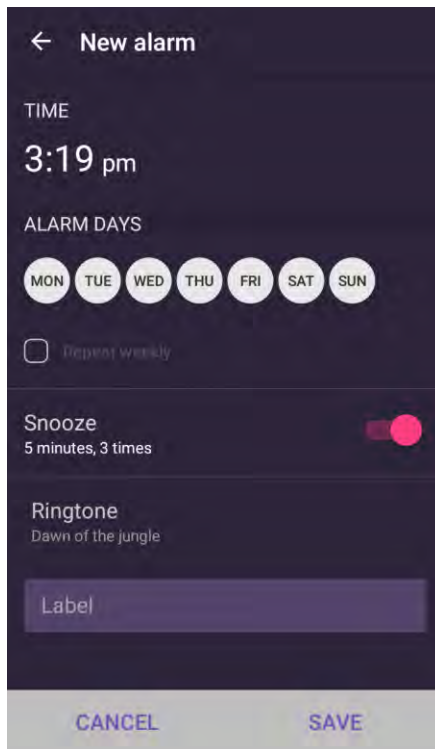 New alarm
TIME
3:19 pm
ALARM DAYS
MON TUE WED THU FRI SAT SUN
Repeat weekly
Snooze
5 minutes, 3 times
Ringtone
Dawn of the jungle
Label
CANCEL SAVE